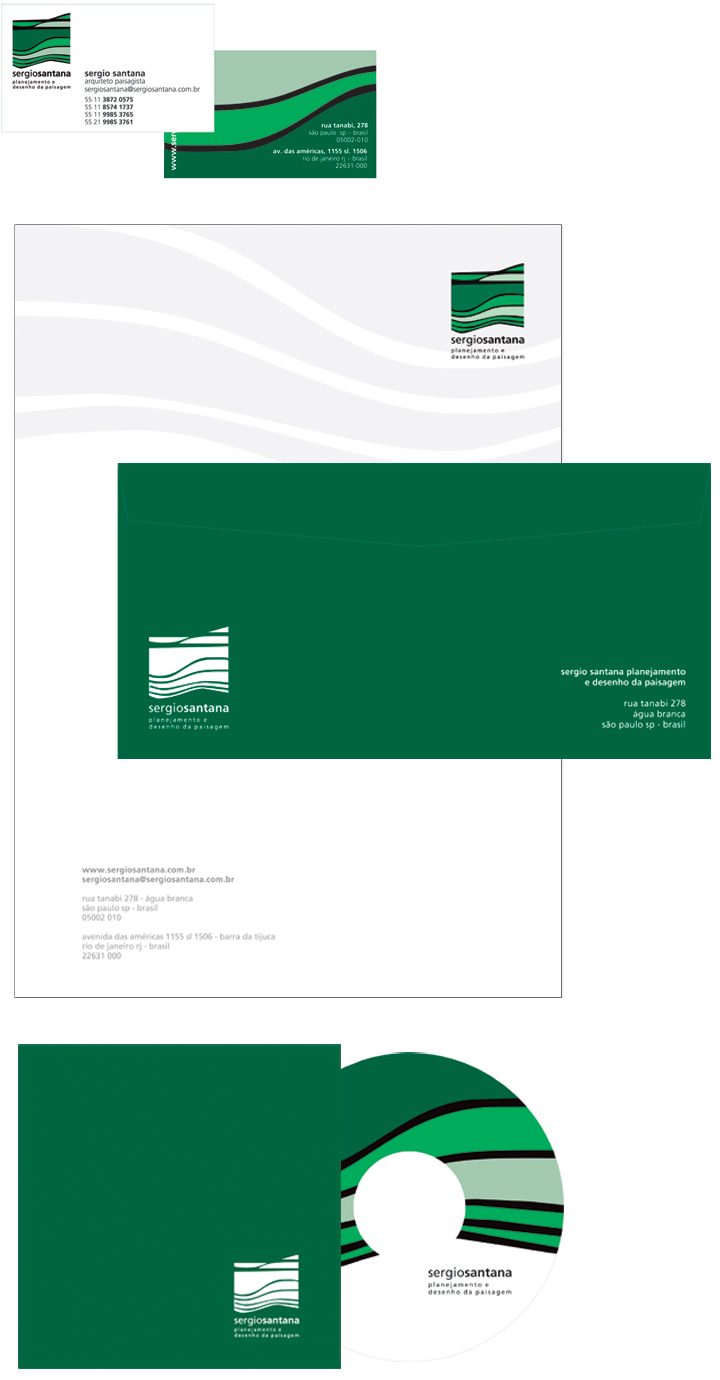 sergiosantana
planejamento e
desenho da paisagem
sergio santana
arquiteto paisagista
sergiosantana@sergiosantana.com.br
55 11 3872 0575
55 11 8574 1737
55 11 9985 3765
55 21 9985 3761
www.ser
rua tanabi, 278
são paulo sp - brasil
05002-010
av. das américas, 1155 sl. 1506
rio de janeiro rj - brasil
22631-000
sergiosantana
planejamento e
desenho da paisagem
sergiosantana
planejamento e
desenho da paisagem
sergio santana planejamento
e desenho da paisagem
rua tanabi 278
água branca
são paulo sp - brasil
www.sergiosantana.com.br
sergiosantana@sergiosantana.com.br
rua tanabi 278 - água branca
são paulo sp - brasil
05002 010
avenida das américas 1155 sl 1506 - barra da tijuca
rio de janeiro rj - brasil
22631 000
sergiosantana
planejamento e
desenho da paisagem
sergiosantana
planejamento e
desenho da paisagem